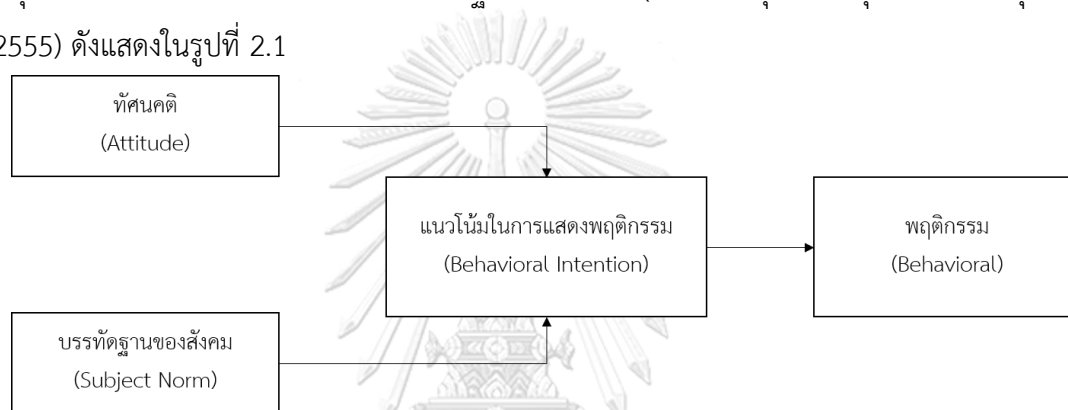 2555) ดังแสดงในรูปที่ 2.1
ทัศนคติ
(Attitude)
แนวโน้มในการแสดงพฤติกรรม
(Behavioral Intention)
พฤติกรรม
(Behavioral)
บรรทัดฐานของสังคม
(Subject Norm)